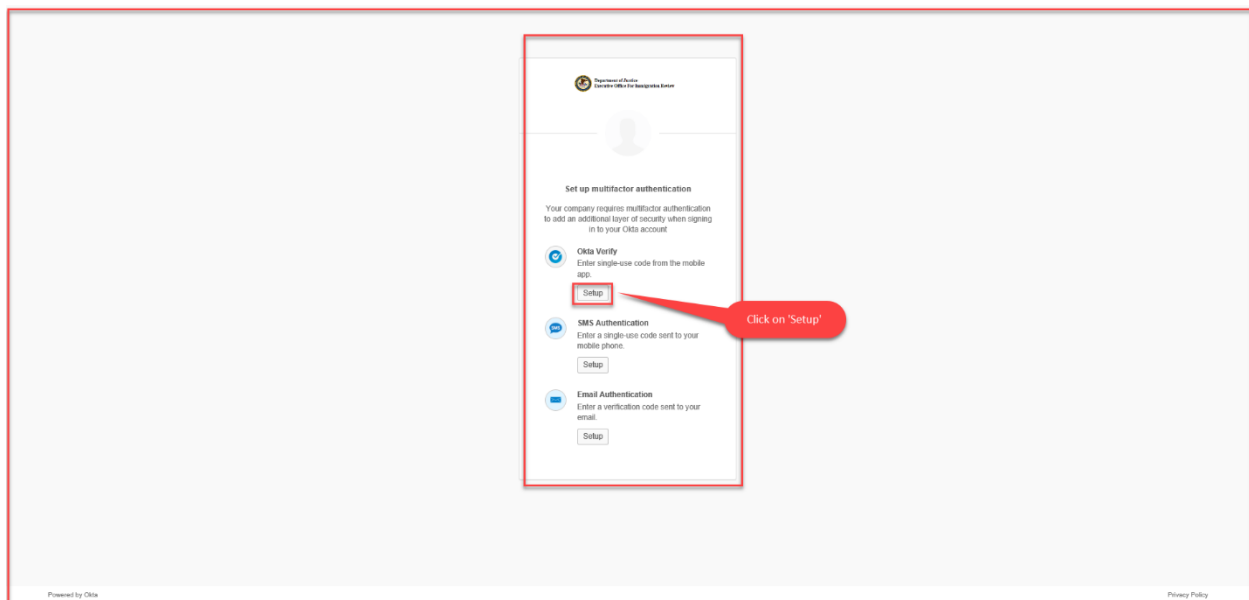 Department of Justice
Executive Office For Immigration Review
Set up multifactor authentication
Your company requires multifactor authentication
to add an additional layer of security when signing
in to your Okta account
Okta Verify
Enter single-use code from the mobile
app.
Setup
Click on 'Setup'
SMS
SMS Authentication
Enter a single-use code sent to your
mobile phone.
Setup
Email Authentication
Enter a verification code sent to your
email.
Setup
Powered by Okta
Privacy Policy